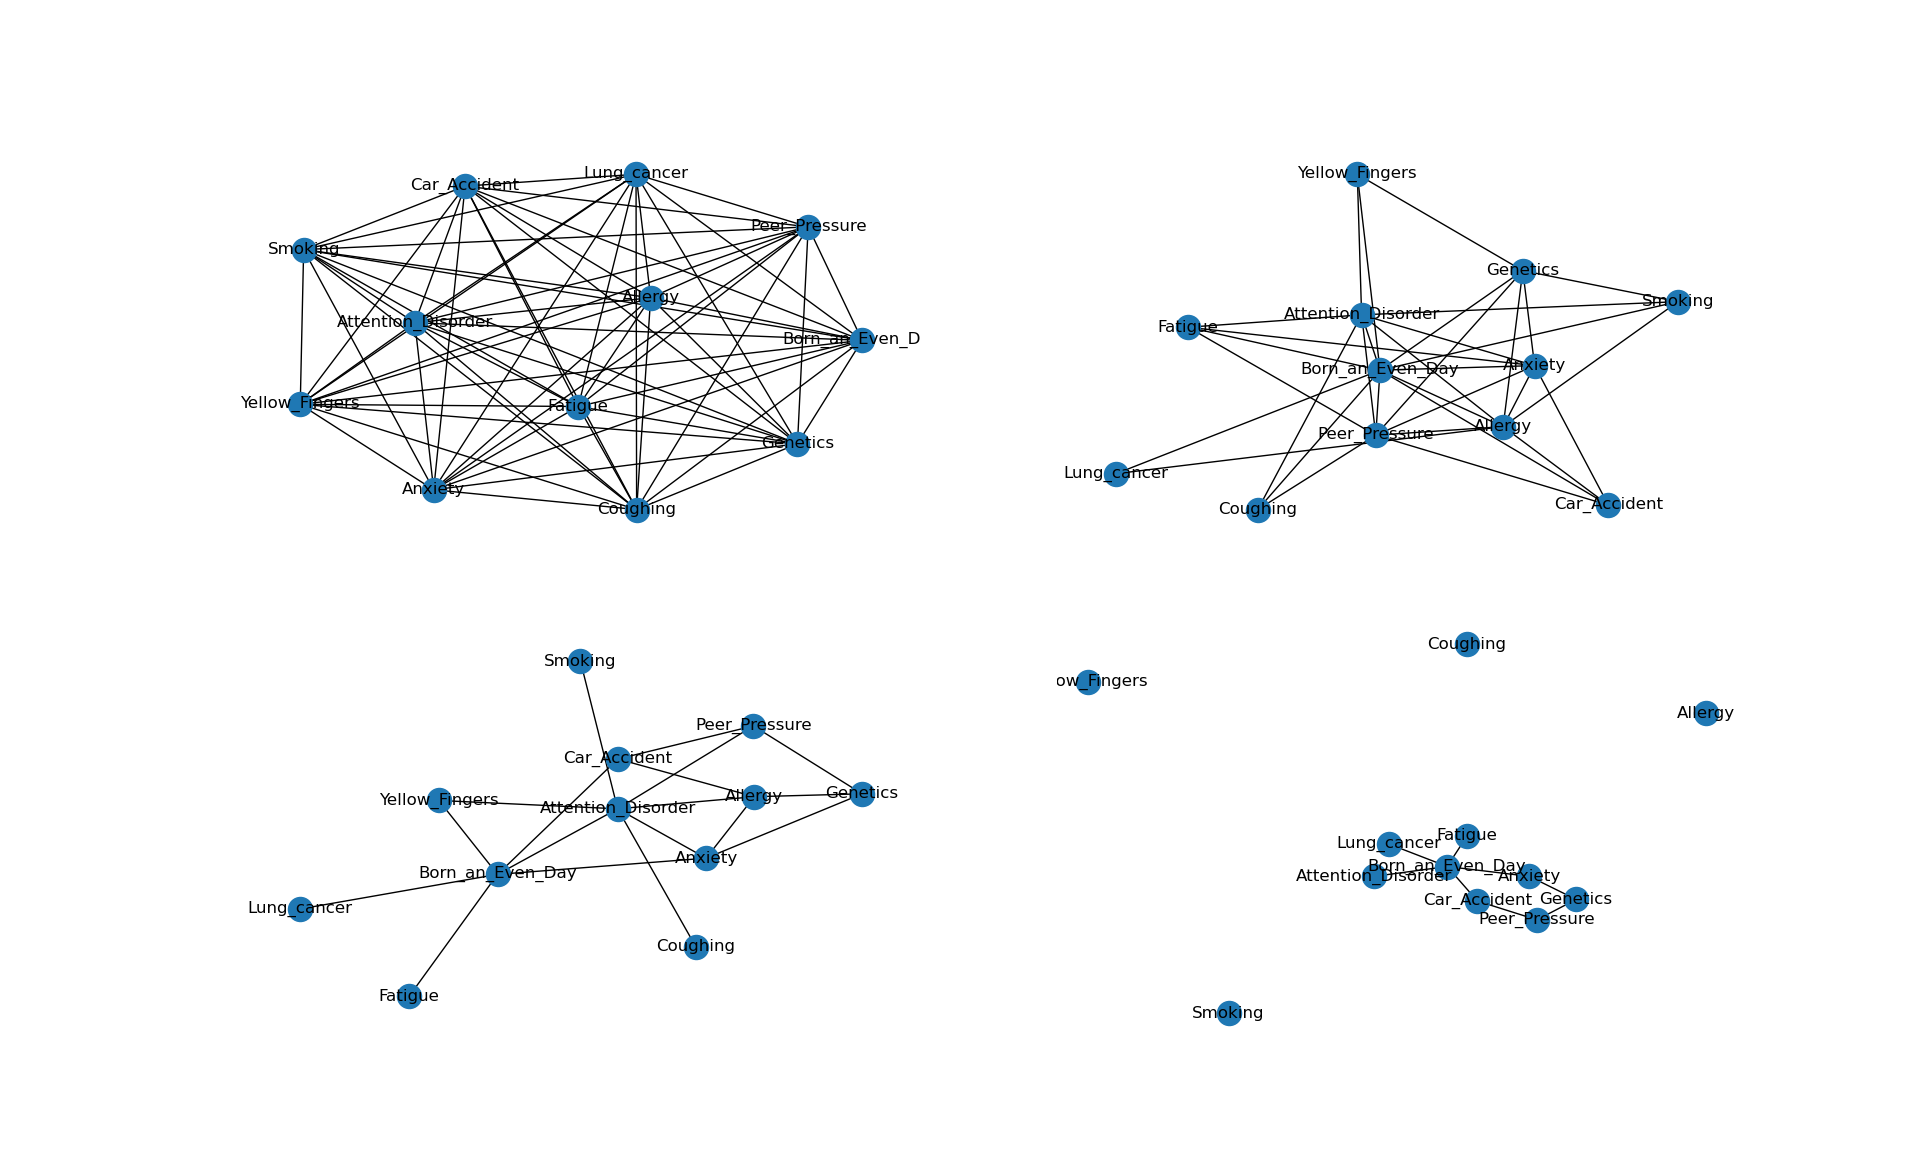 Lung_cancer
Car_Accident
Peer_Pressure
Smoking
Allergy
Attention_Disorder
Born_an_Even_D
Yellow_Fingers
Fatigue
Genetics
Anxiety
Coughing
Yellow_Fingers
Genetics
Smoking
Attention_Disorder
Fatigue
Anxiety
Born_an_Even_Day
Allergy
Peer_Pressure
Lung_cancer
Car_Accident
Coughing
Smoking
Peer_Pressure
Car_Accident
Genetics
Allergy
Yellow_Fingers
Attention_Disorder
Anxiety
Born_an_Even_Day
Lung_cancer
Coughing
Fatigue
Coughing
ow_Fingers
Allergy
Fatigue
Lung_cancer
Born_an_Even_Day
Attention_Disorder
Anxiety
Car_Accident
Genetics
Peer_Pressure
Smoking